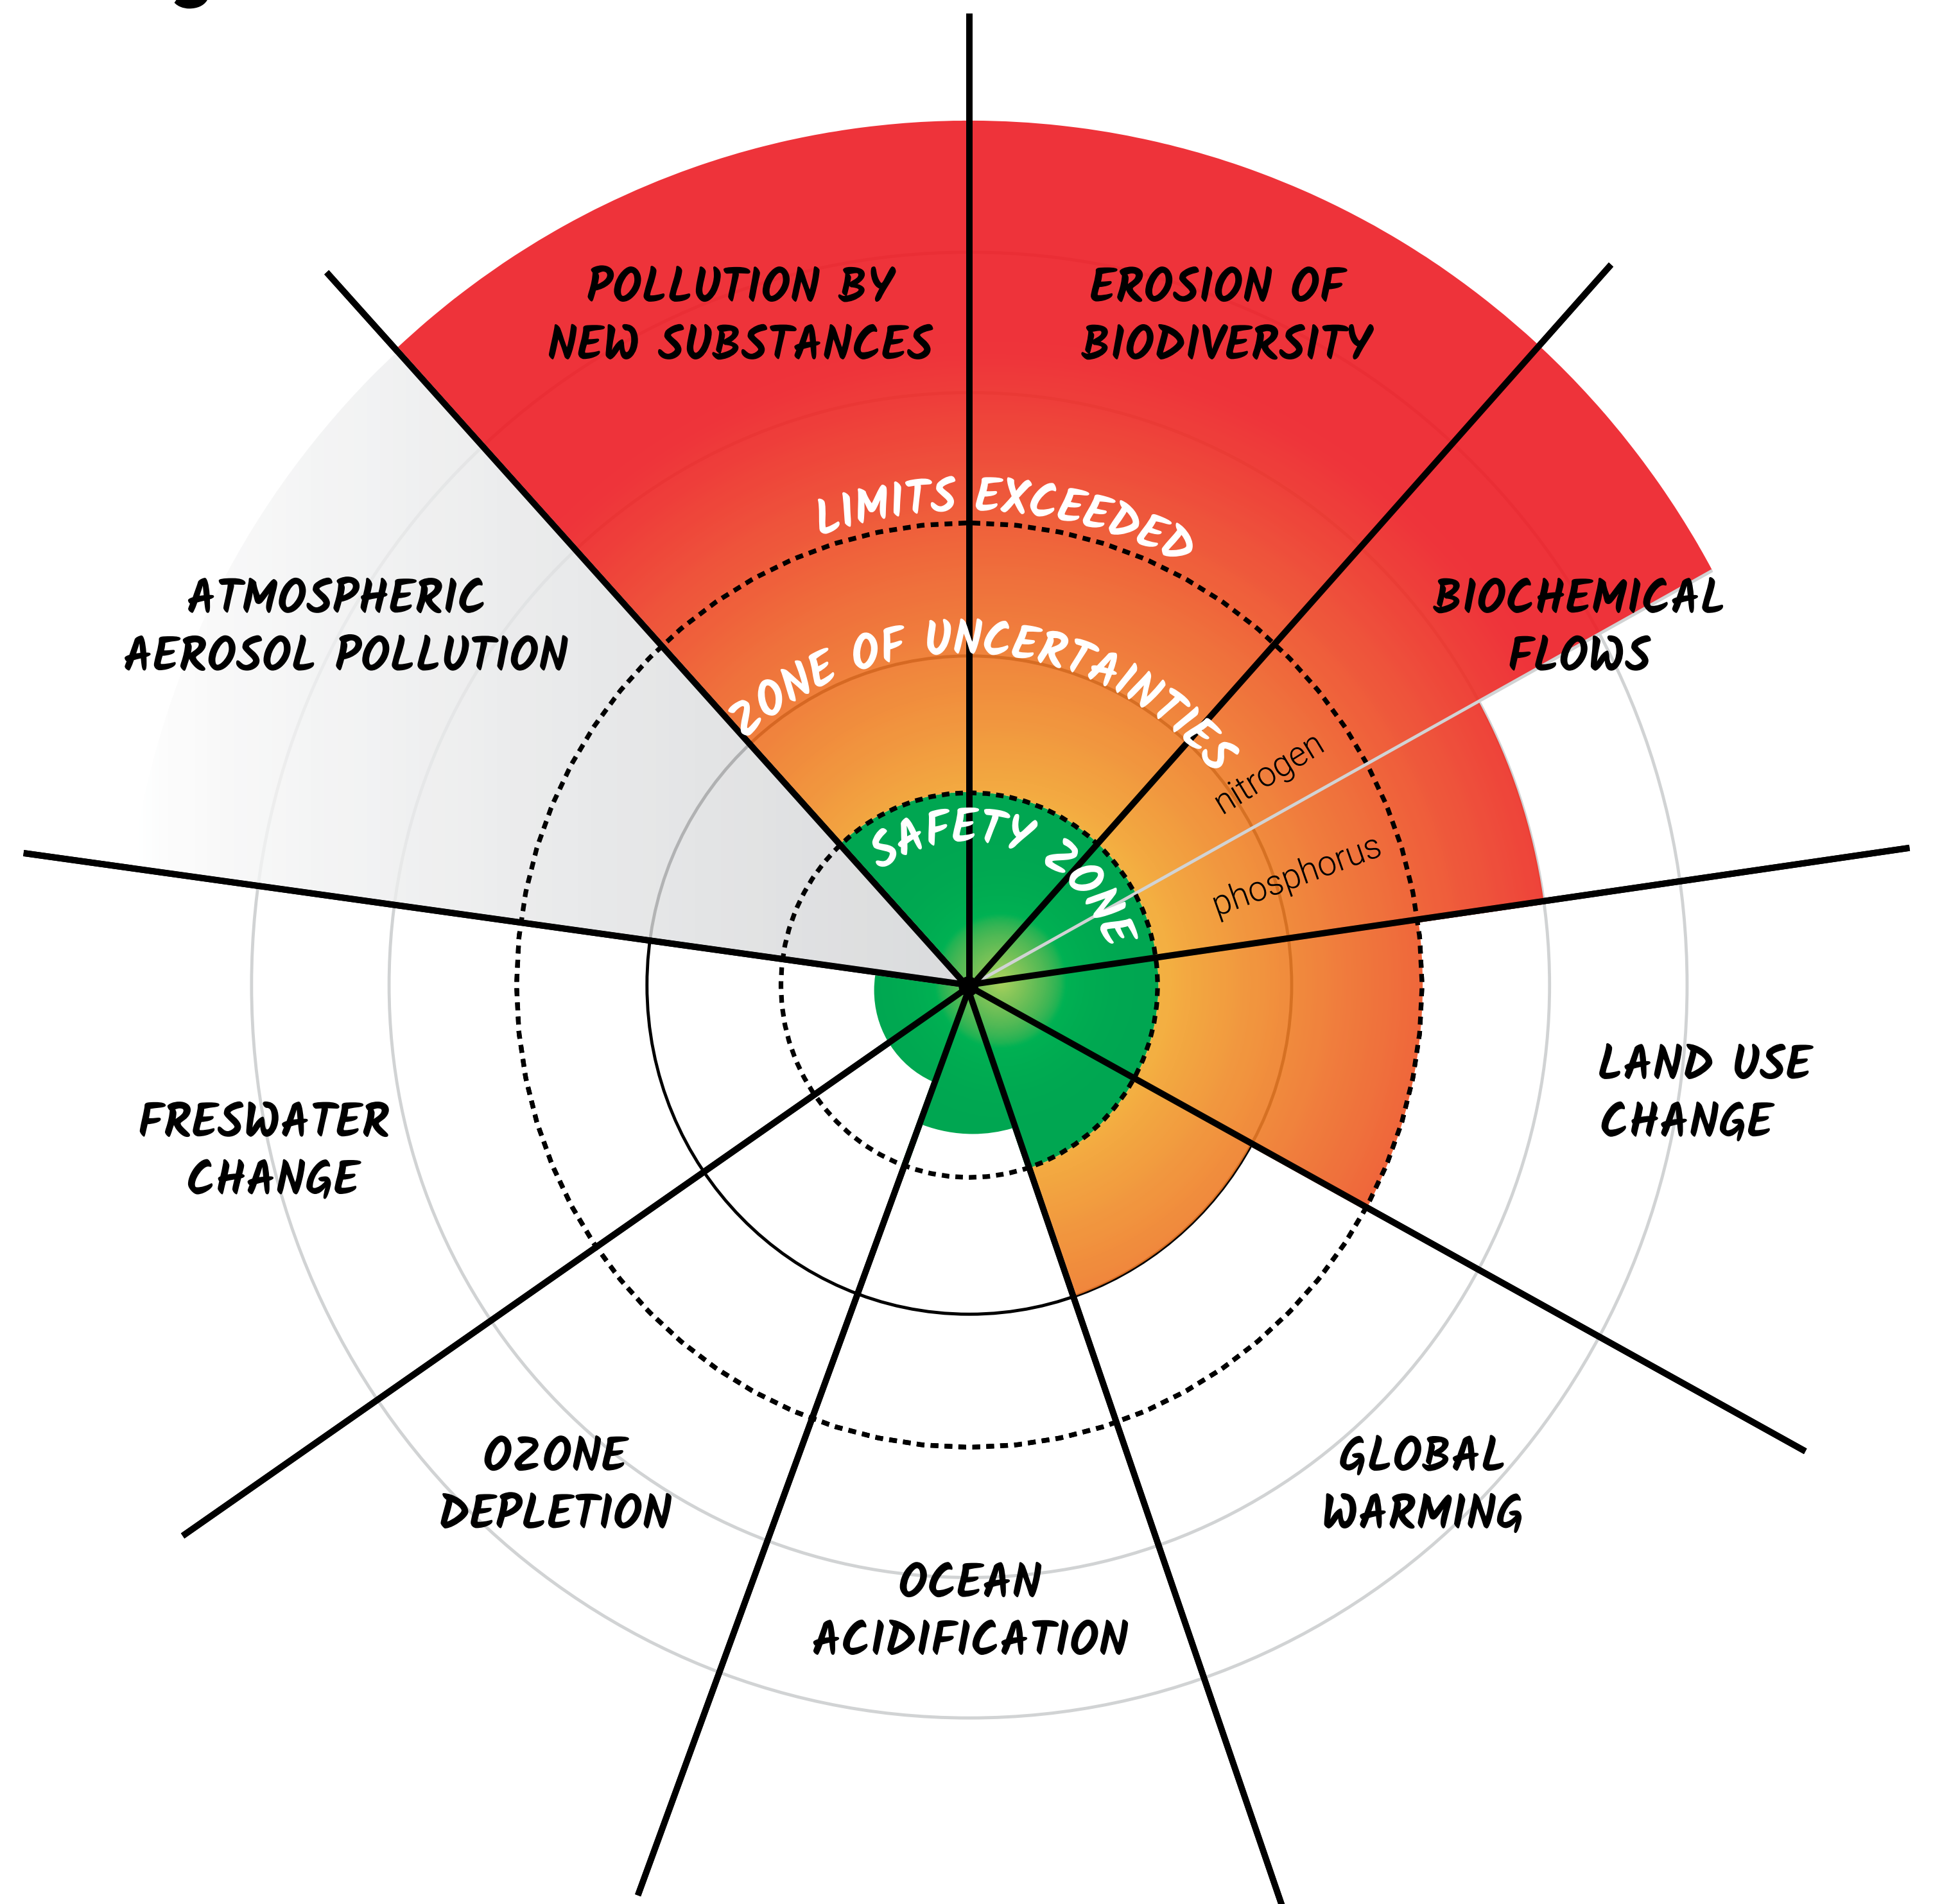 POLLUTION BY
NEW SUBSTANCES
EROSION OF
BIODIVERSITY
LIMITS EXCEEDED
ATMOSPHERIC
AEROSOL POLLUTION
BIOCHEMICAL
FLOWS
ZONE OF UNCERTAINTIES
nitrogen
SAFETY ZONE
phosphorus
LAND USE
CHANGE
FRESWATER
CHANGE
OZONE
DEPLETION
GLOBAL
WARMING
OCEAN
ACIDIFICATION